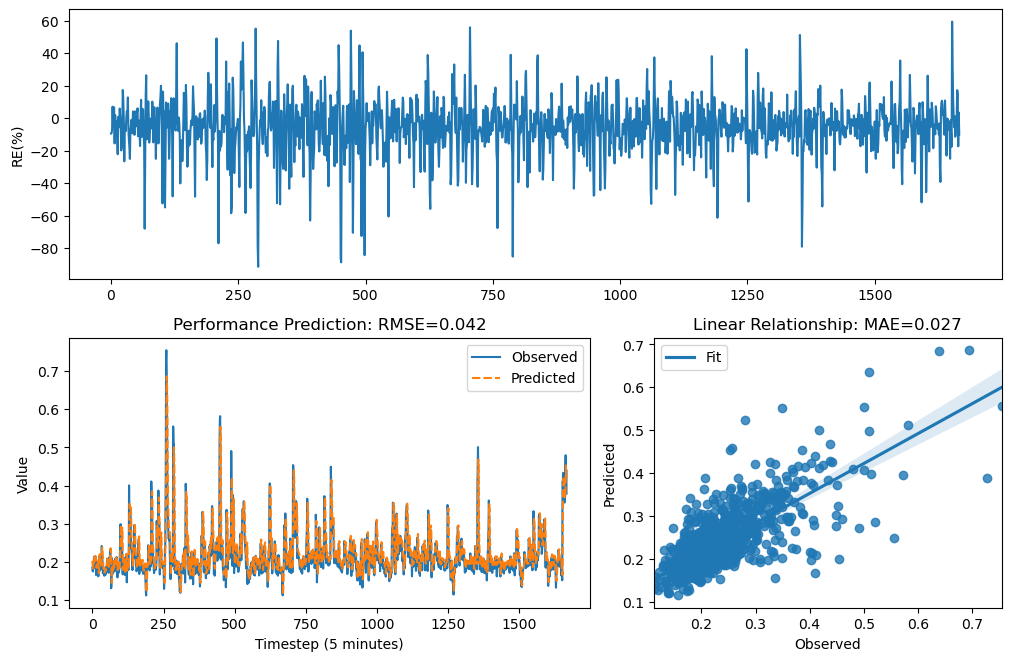 60
40
20
0
−20
−40
−60
−80
RE(%)
0 250 500 750 1000 1250 1500
Performance Prediction: RMSE=0.042
Observed
Predicted
0.7
0.6
0.5
0.4
0.3
0.2
0.1
Value
0 250 500 750 1000 1250 1500
Timestep (5 minutes)
Linear Relationship: MAE=0.027
Fit
0.7
0.6
0.5
0.4
0.3
0.2
0.1
Predicted
0.2 0.3 0.4 0.5 0.6 0.7
Observed